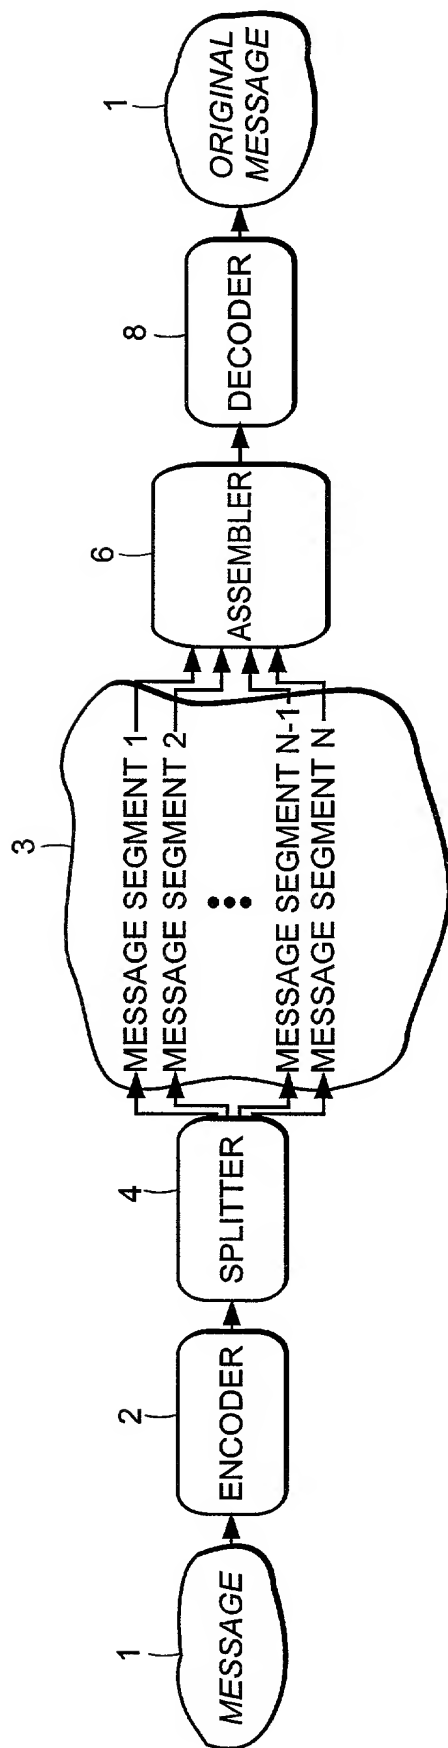 1
MESSAGE
2
ENCODER
4
SPLITTER
3
MESSAGE SEGMENT 1
MESSAGE SEGMENT 2
•••
MESSAGE SEGMENT N-1
MESSAGE SEGMENT N
6
ASSEMBLER
8
DECODER
1
ORIGINAL
MESSAGE